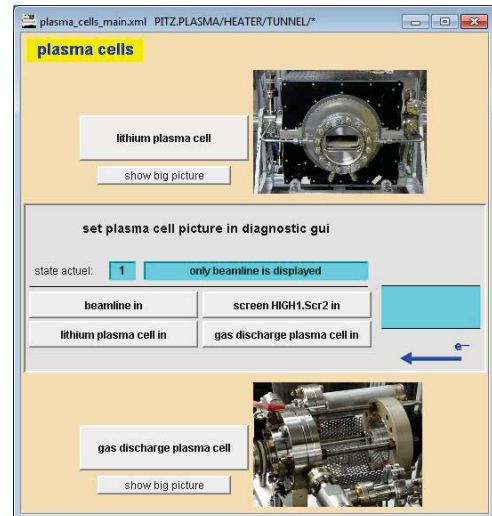 plasma_cells_main.xml PITZ.PLASMA/HEATER/TUNNEL/*
plasma cells
lithium plasma cell
show big picture
set plasma cell picture in diagnostic gui
state actuel: 1 only beamline is displayed
beamline in screen HIGH1.Scr2 in
lithium plasma cell in gas discharge plasma cell in
e−
gas discharge plasma cell
show big picture